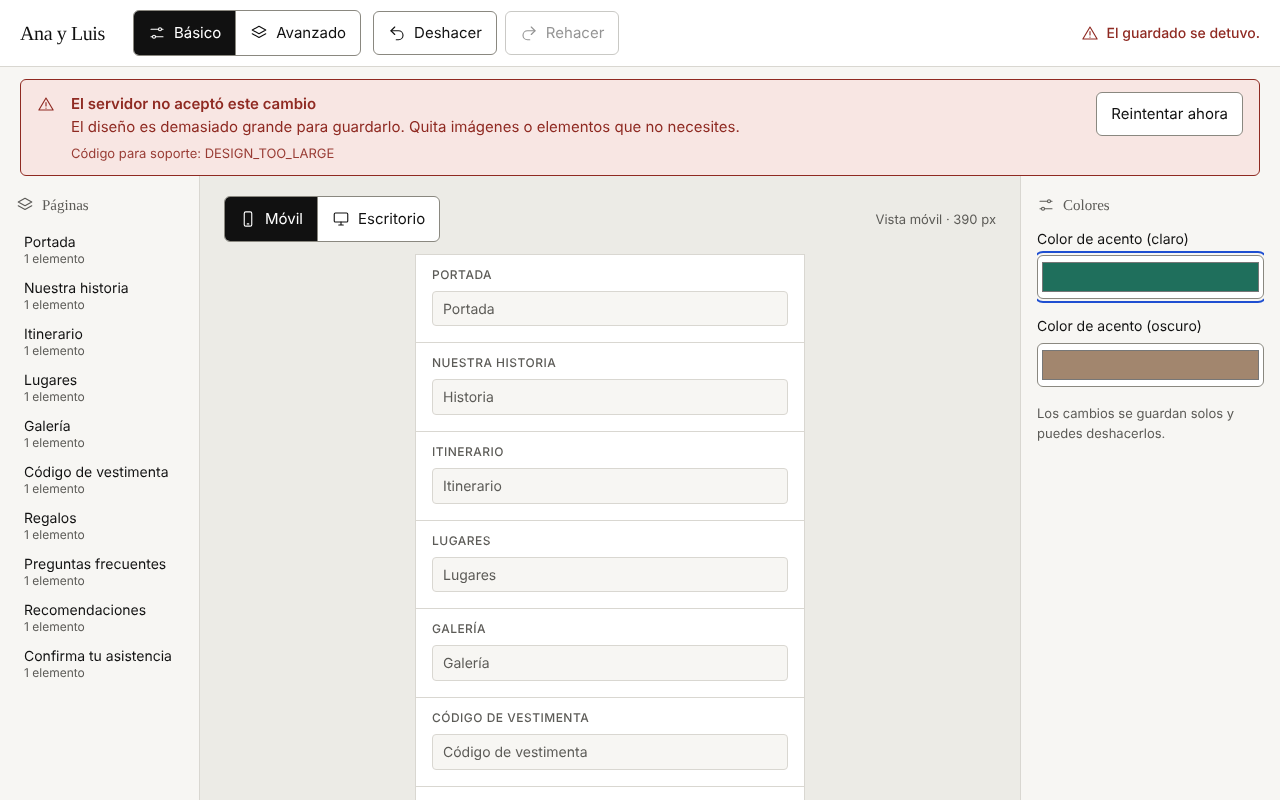 Ana y Luis
Básico
Avanzado
Deshacer
Rehacer
El guardado se detuvo.
El servidor no aceptó este cambio
El diseño es demasiado grande para guardarlo. Quita imágenes o elementos que no necesites.
Código para soporte: DESIGN_TOO_LARGE
Reintentar ahora
Páginas
Portada
1 elemento
Nuestra historia
1 elemento
Itinerario
1 elemento
Lugares
1 elemento
Galería
1 elemento
Código de vestimenta
1 elemento
Regalos
1 elemento
Preguntas frecuentes
1 elemento
Recomendaciones
1 elemento
Confirma tu asistencia
1 elemento
Móvil
Escritorio
Vista móvil · 390 px
PORTADA
Portada
NUESTRA HISTORIA
Historia
ITINERARIO
Itinerario
LUGARES
Lugares
GALERÍA
Galería
CÓDIGO DE VESTIMENTA
Código de vestimenta
Colores
Color de acento (claro)
Color de acento (oscuro)
Los cambios se guardan solos y
puedes deshacerlos.